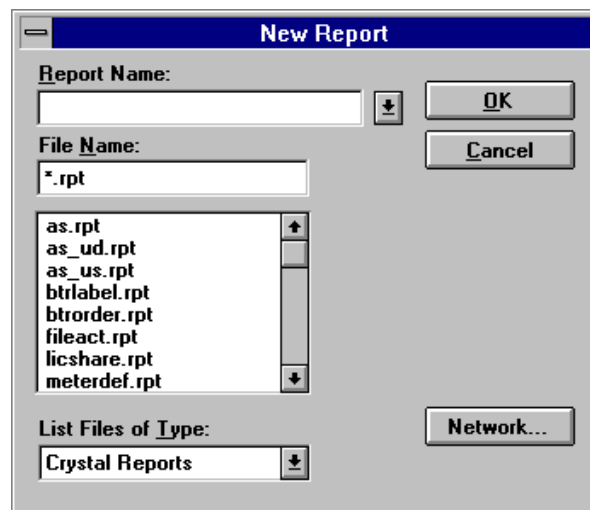 New Report
Report Name:
OK
File Name:
Cancel
*.rpt
as.rpt
as_ud.rpt
as_us.rpt
btrlabel.rpt
btrorder.rpt
fileact.rpt
licshare.rpt
meterdef.rpt
List Files of Type:
Network...
Crystal Reports